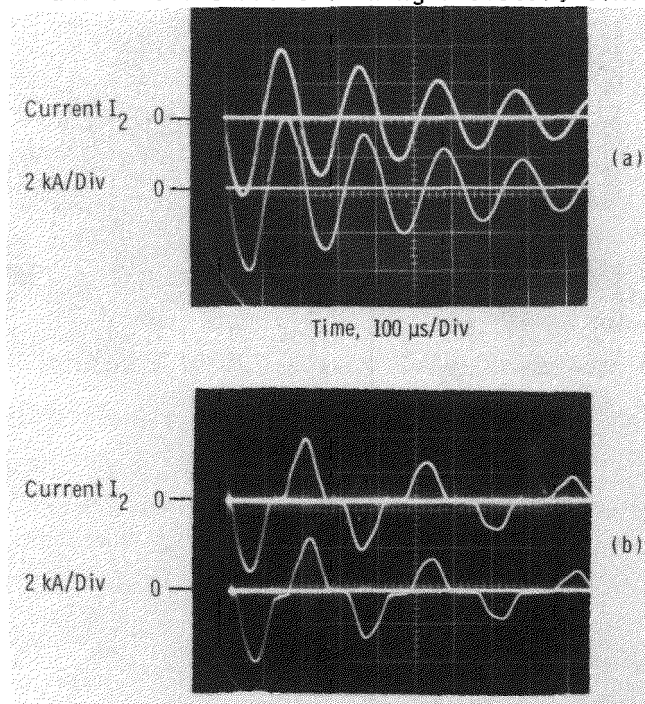 Current I₂ 0
2 kA/Div 0
(a)
Time, 100 µs/Div
Current I₂ 0
2 kA/Div 0
(b)